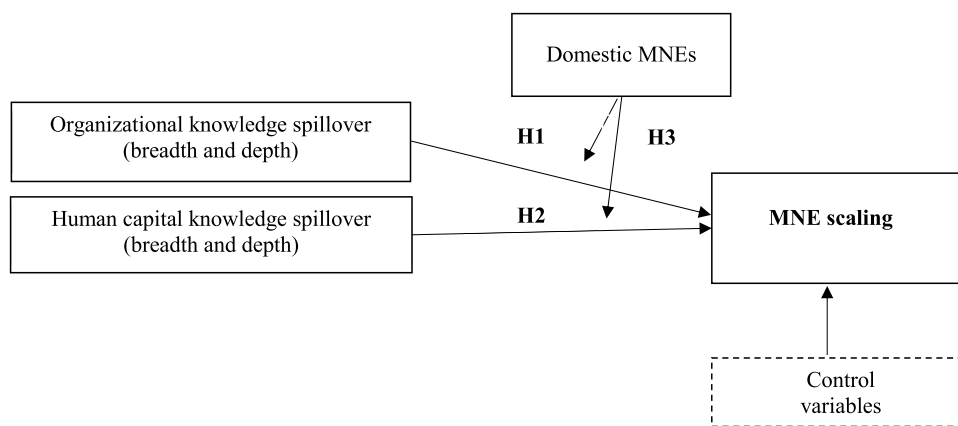 Domestic MNEs
Organizational knowledge spillover
(breadth and depth)
H1
H3
Human capital knowledge spillover
(breadth and depth)
H2
MNE scaling
Control
variables